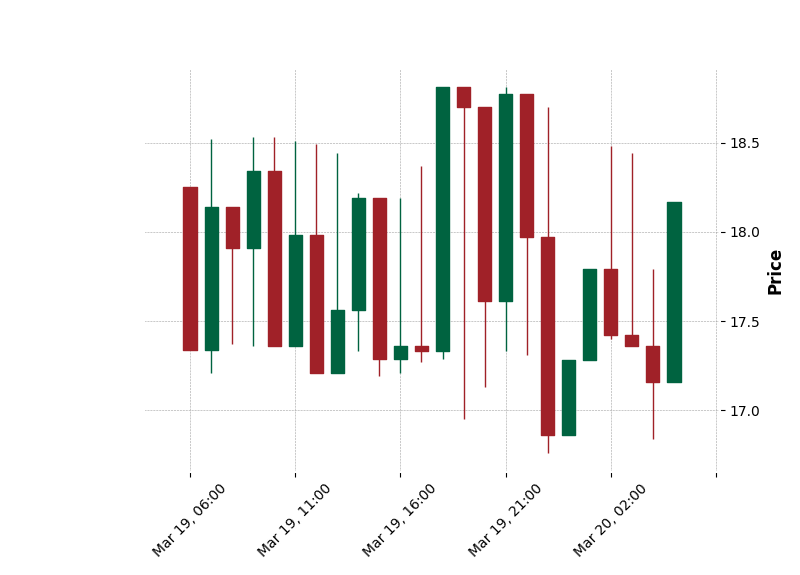 18.5
18.0
17.5
17.0
Price
Mar 19, 06:00
Mar 19, 11:00
Mar 19, 16:00
Mar 19, 21:00
Mar 20, 02:00